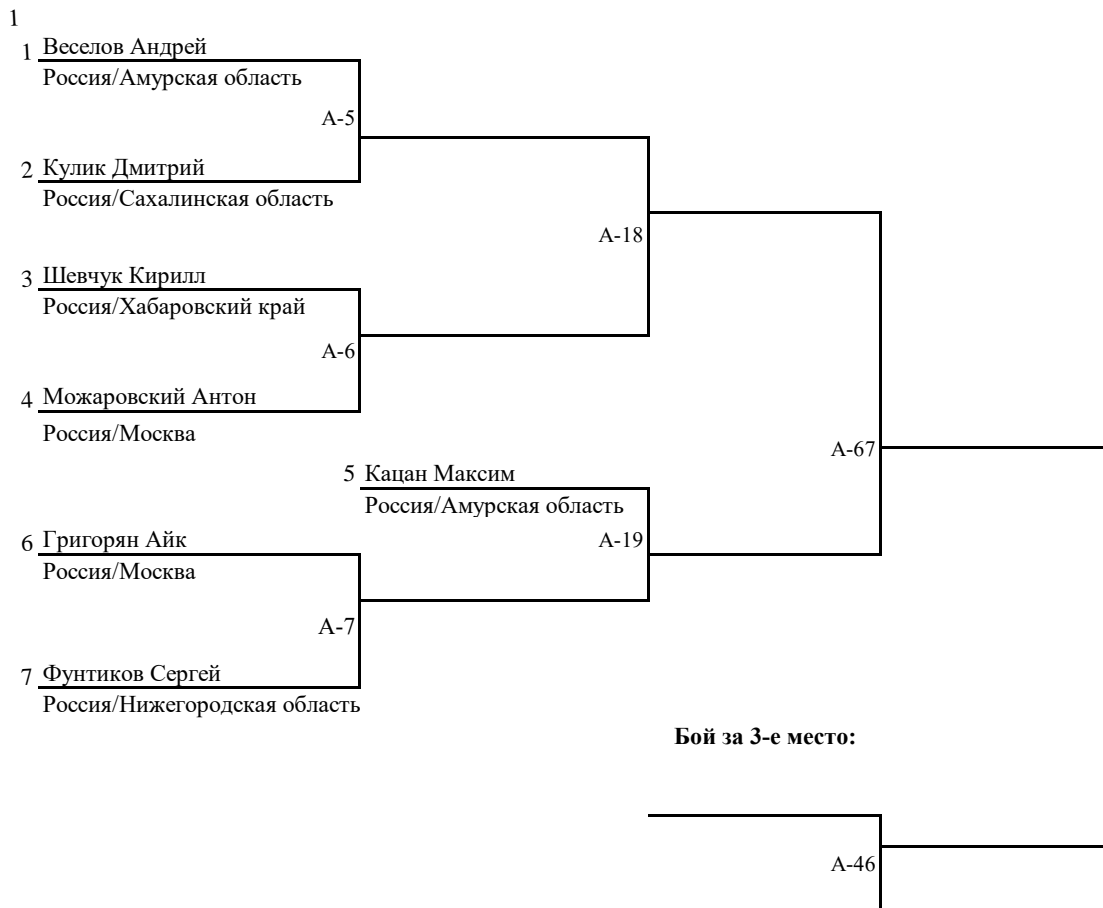 1
1 Веселов Андрей
Россия/Амурская область
А-5
2 Кулик Дмитрий
Россия/Сахалинская область
А-18
3 Шевчук Кирилл
Россия/Хабаровский край
А-6
4 Можаровский Антон
Россия/Москва
А-67
5 Кацан Максим
Россия/Амурская область
6 Григорян Айк
А-19
Россия/Москва
А-7
7 Фунтиков Сергей
Россия/Нижегородская область
Бой за 3-е место:
А-46